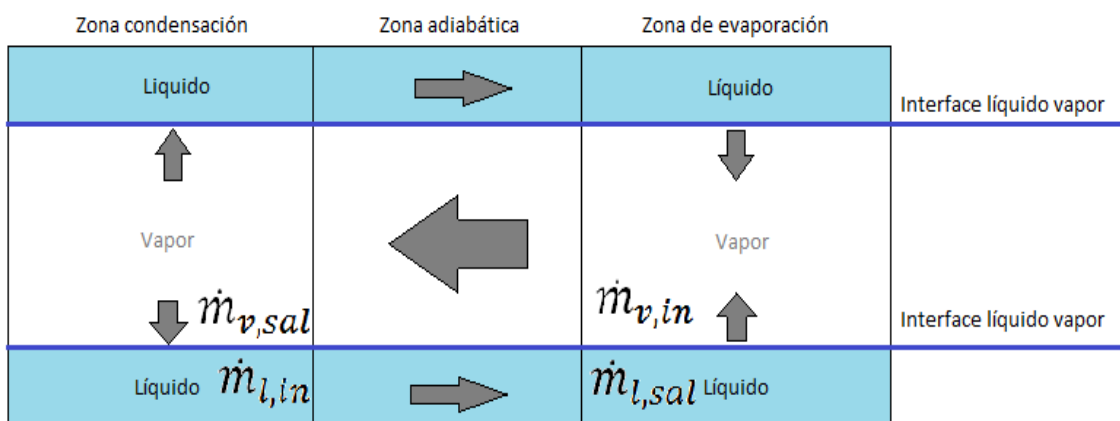 Zona condensación
Zona adiabática
Zona de evaporación
Liquido
Líquido
Interface líquido vapor
Vapor
Vapor
ṁv,sal
ṁv,in
Interface líquido vapor
Líquido
ṁl,in
ṁl,sal
Líquido